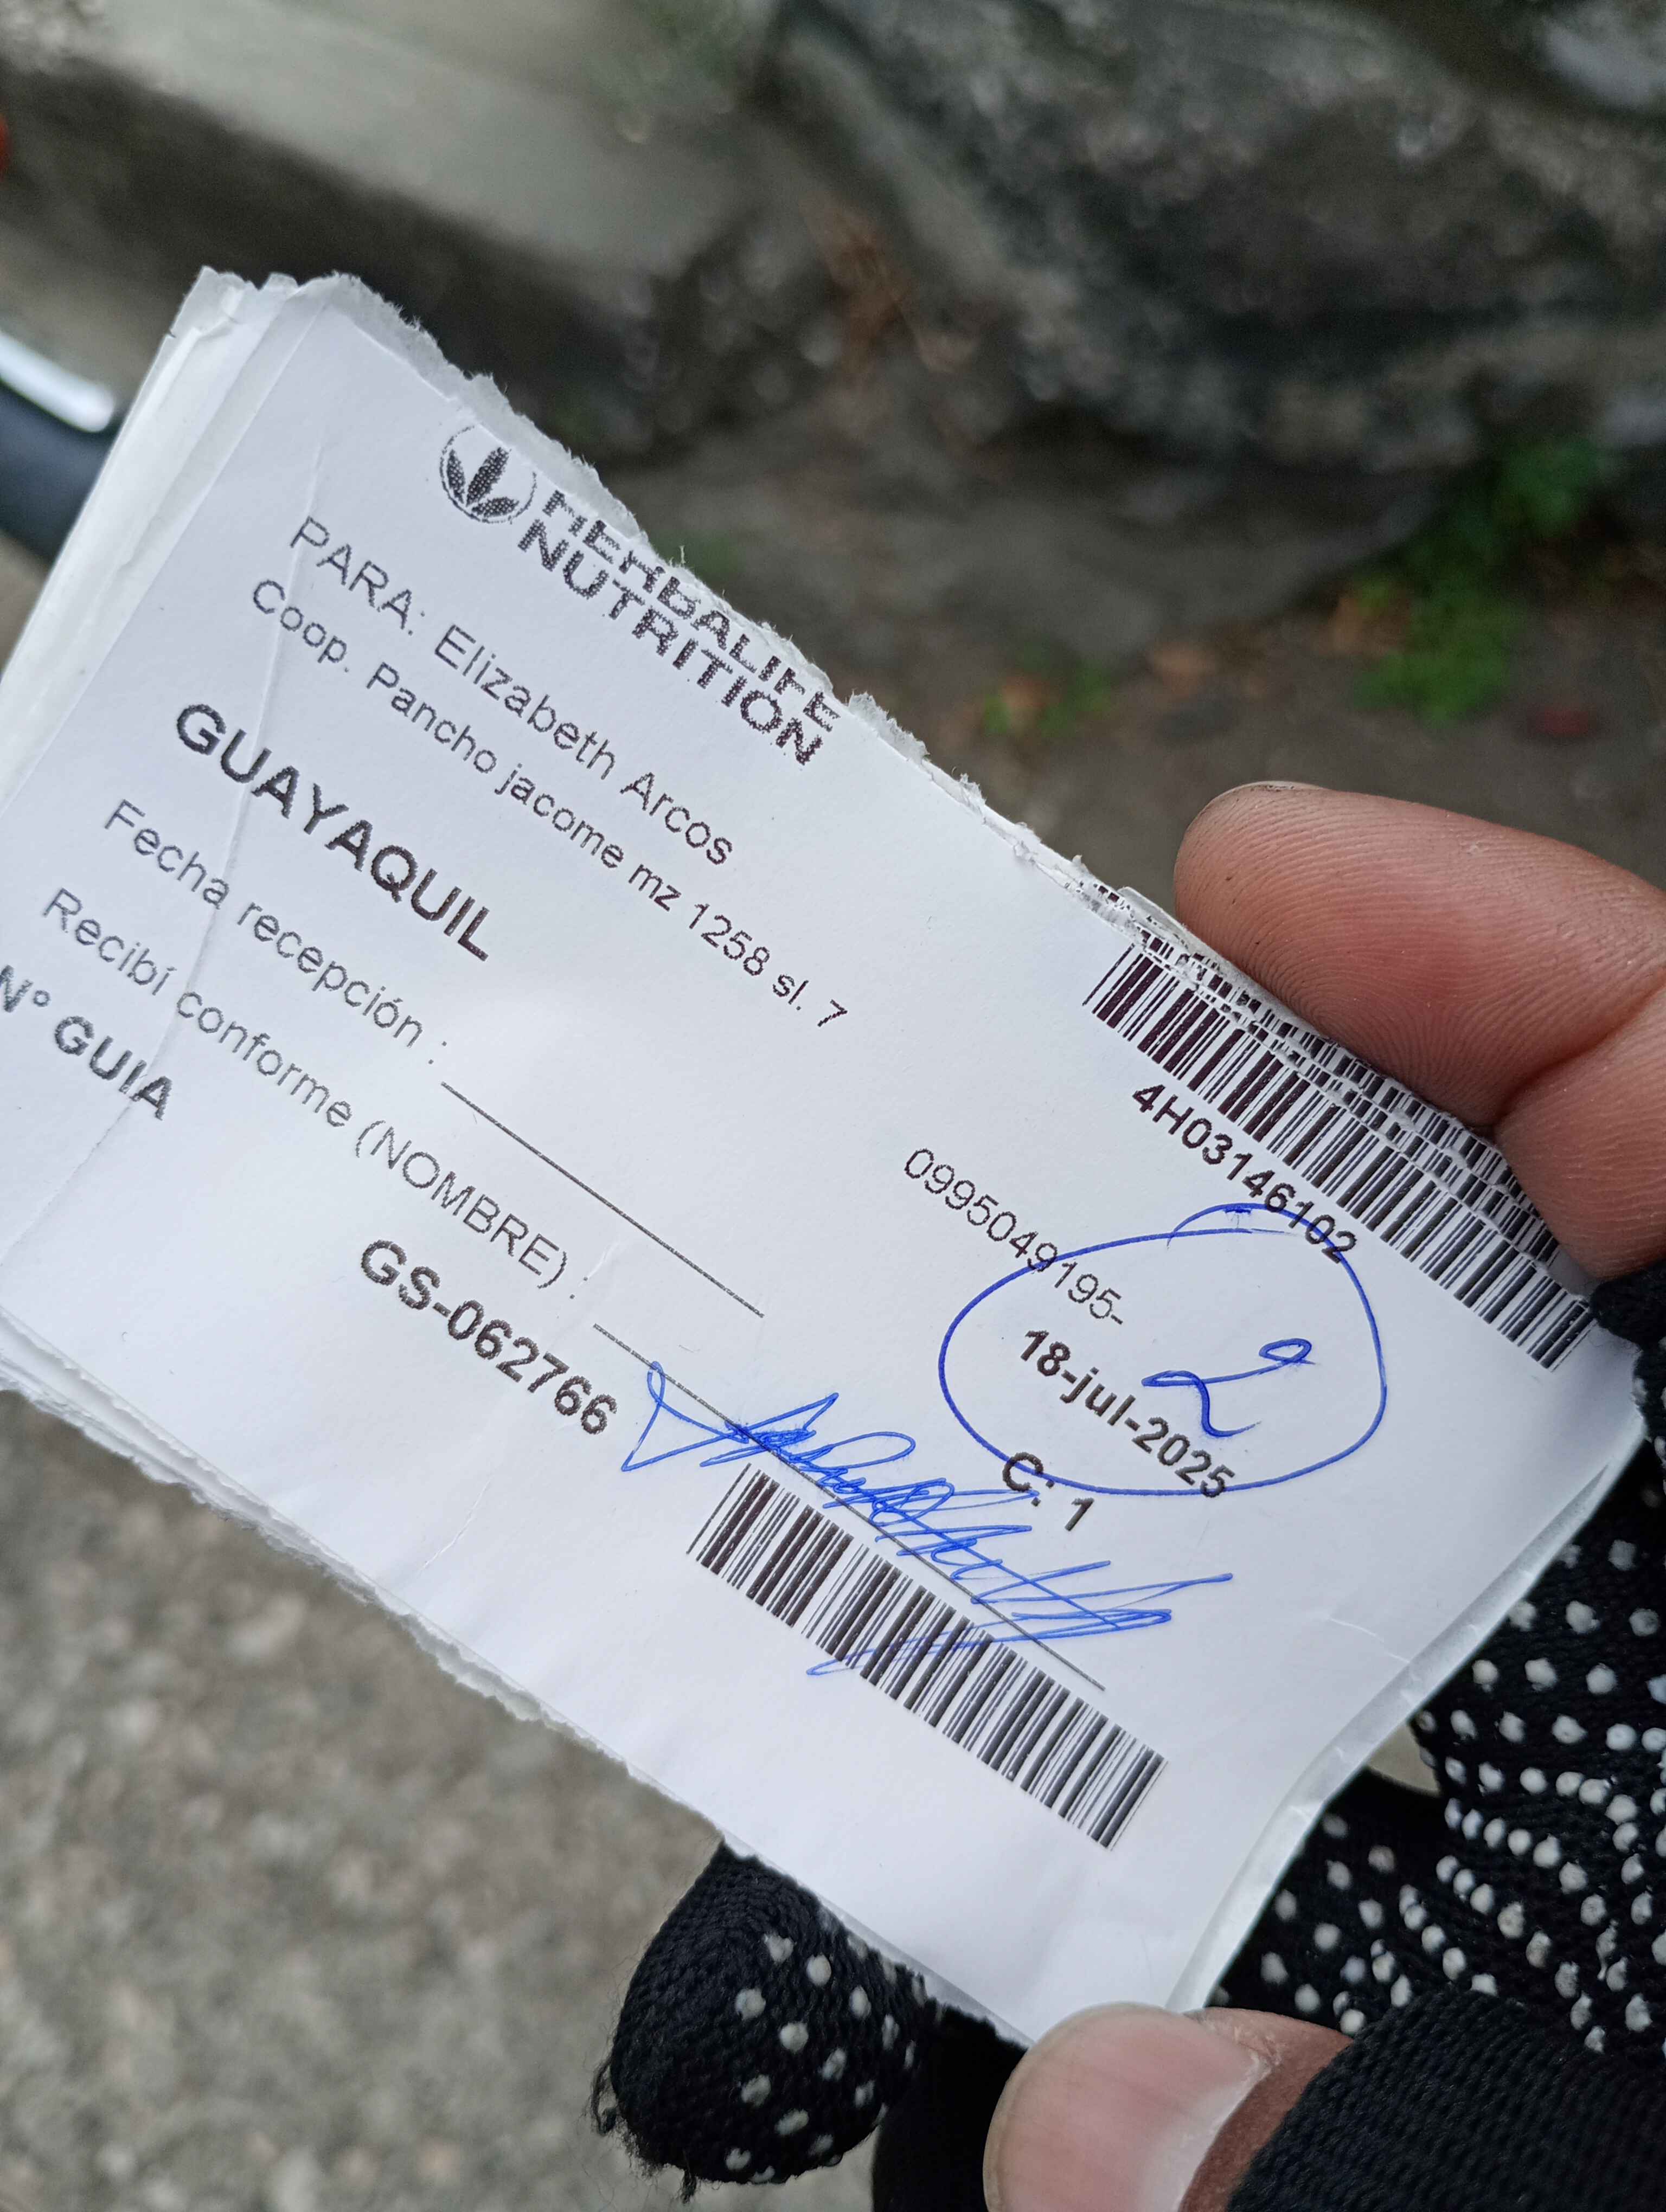 HERBALIFE
NUTRITION
4H03146102
PARA: Elizabeth Arcos
Coop. Pancho jacome mz 1258 sl. 7
0995049195-
GUAYAQUIL
18-jul-2025
2
Fecha recepción :
C: 1
Recibí conforme (NOMBRE) :
N° GUIA
GS-062766